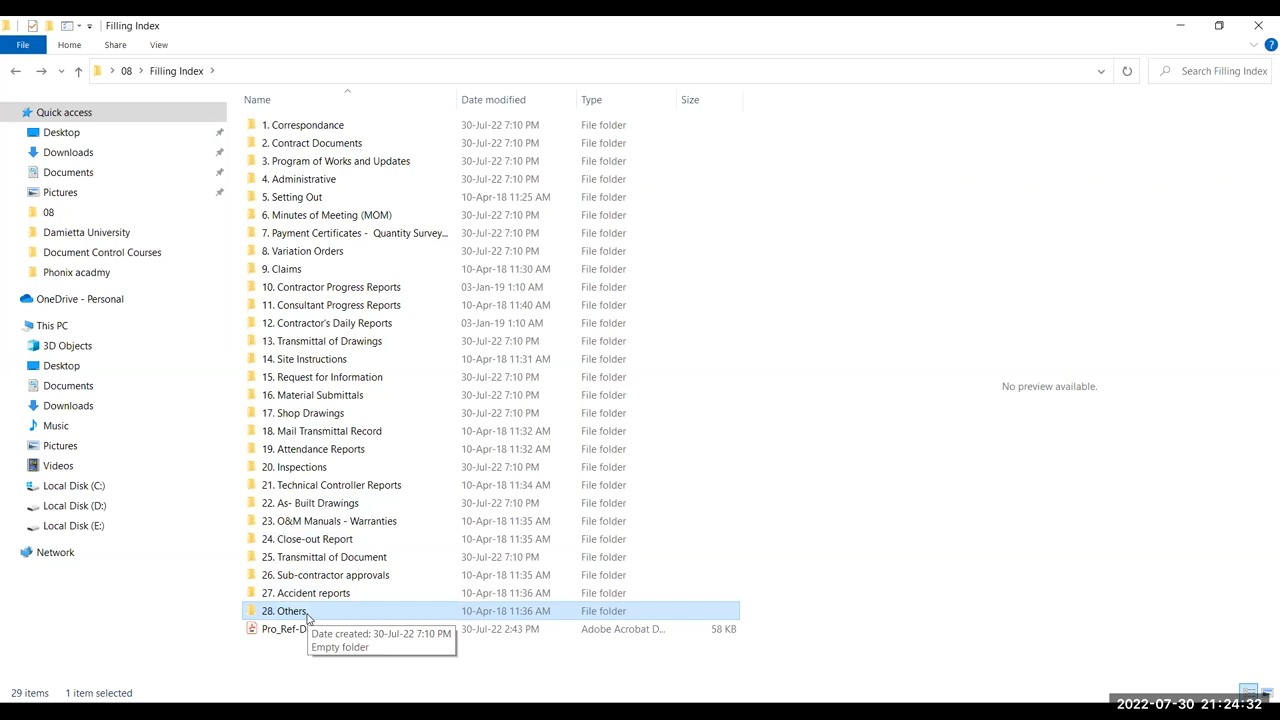 Filling Index
File Home Share View
08 Filling Index Search Filling Index
Name Date modified Type Size
Quick access
Desktop
Downloads
Documents
Pictures
08
Damietta University
Document Control Courses
Phonix acadmy
OneDrive - Personal
This PC
3D Objects
Desktop
Documents
Downloads
Music
Pictures
Videos
Local Disk (C:)
Local Disk (D:)
Local Disk (E:)
Network
1. Correspondance 30-Jul-22 7:10 PM File folder
2. Contract Documents 30-Jul-22 7:10 PM File folder
3. Program of Works and Updates 30-Jul-22 7:10 PM File folder
4. Administrative 30-Jul-22 7:10 PM File folder
5. Setting Out 10-Apr-18 11:25 AM File folder
6. Minutes of Meeting (MOM) 30-Jul-22 7:10 PM File folder
7. Payment Certificates - Quantity Survey... 30-Jul-22 7:10 PM File folder
8. Variation Orders 30-Jul-22 7:10 PM File folder
9. Claims 10-Apr-18 11:30 AM File folder
10. Contractor Progress Reports 03-Jan-19 1:10 AM File folder
11. Consultant Progress Reports 10-Apr-18 11:40 AM File folder
12. Contractor's Daily Reports 03-Jan-19 1:10 AM File folder
13. Transmittal of Drawings 30-Jul-22 7:10 PM File folder
14. Site Instructions 10-Apr-18 11:31 AM File folder
15. Request for Information 30-Jul-22 7:10 PM File folder
16. Material Submittals 30-Jul-22 7:10 PM File folder
17. Shop Drawings 30-Jul-22 7:10 PM File folder
18. Mail Transmittal Record 10-Apr-18 11:32 AM File folder
19. Attendance Reports 10-Apr-18 11:32 AM File folder
20. Inspections 30-Jul-22 7:10 PM File folder
21. Technical Controller Reports 10-Apr-18 11:34 AM File folder
22. As- Built Drawings 30-Jul-22 7:10 PM File folder
23. O&M Manuals - Warranties 10-Apr-18 11:35 AM File folder
24. Close-out Report 10-Apr-18 11:35 AM File folder
25. Transmittal of Document 30-Jul-22 7:10 PM File folder
26. Sub-contractor approvals 10-Apr-18 11:35 AM File folder
27. Accident reports 10-Apr-18 11:36 AM File folder
28. Others 10-Apr-18 11:36 AM File folder
Pro_Ref-D 30-Jul-22 2:43 PM Adobe Acrobat D... 58 KB
Date created: 30-Jul-22 7:10 PM
Empty folder
No preview available.
29 items 1 item selected
2022-07-30 21:24:32